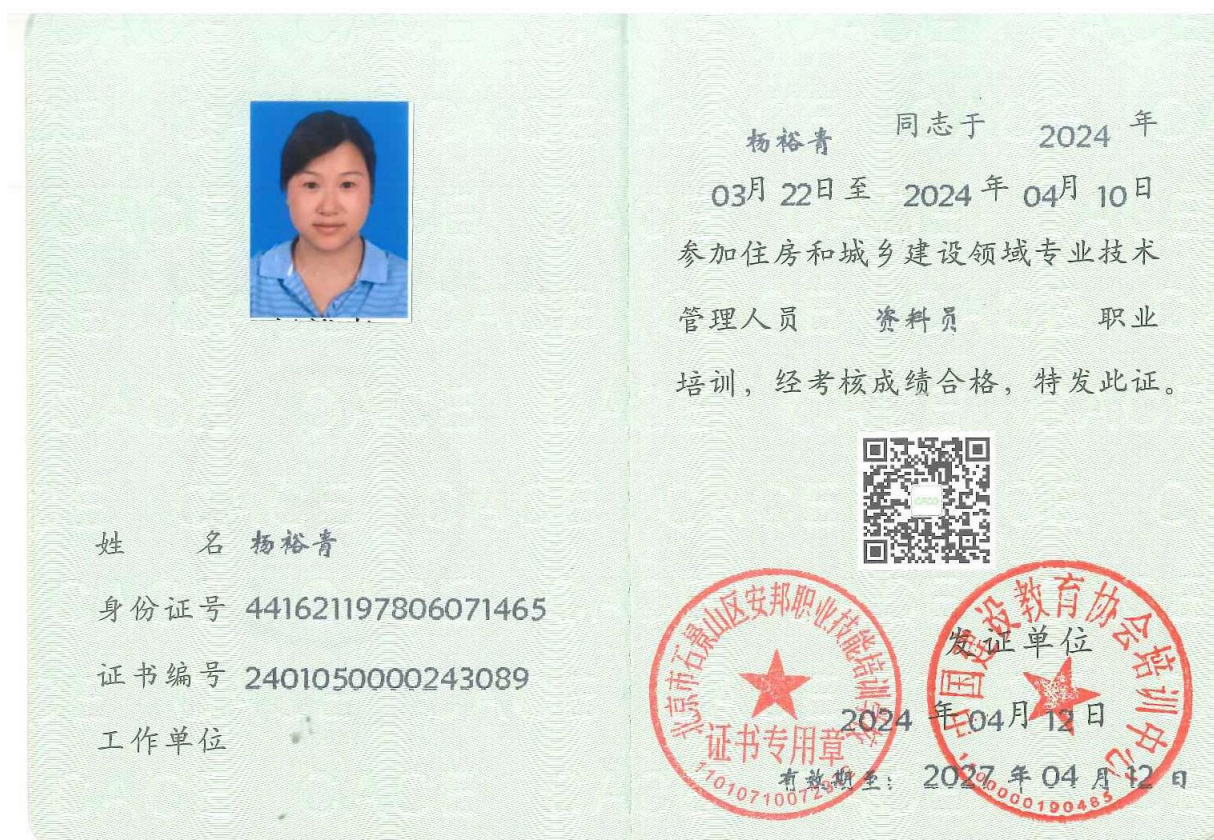 姓 名 杨裕青
身份证号 441621197806071465
证书编号 2401050000243089
工作单位
杨裕青 同志于 2024 年
03月 22日至 2024 年 04月 10日
参加住房和城乡建设领域专业技术
管理人员 资料员 职业
培训，经考核成绩合格，特发此证。
北京市石景山区安邦职业技能培训学校
证书专用章
中国建设教育协会培训中心
发证单位
2024 年 04月 12日
有效期至： 2027 年 04 月 12 日